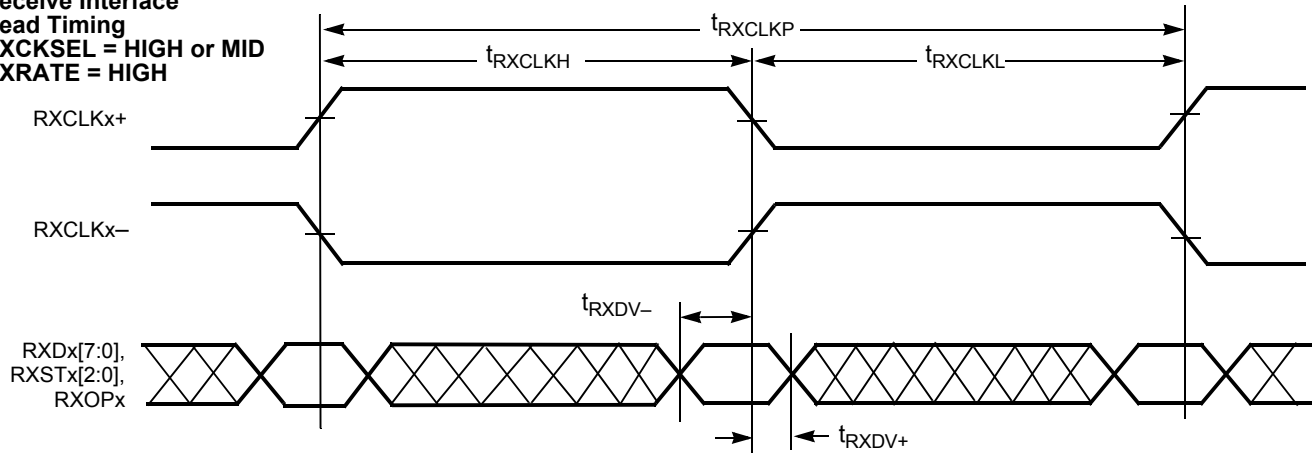 Receive Interface
ead Timing
XCKSEL = HIGH or MID
XRATE = HIGH
tRXCLKP
tRXCLKH
tRXCLKL
RXCLKx+
RXCLKx–
tRXDV–
RXDx[7:0],
RXSTx[2:0],
RXOPx
tRXDV+